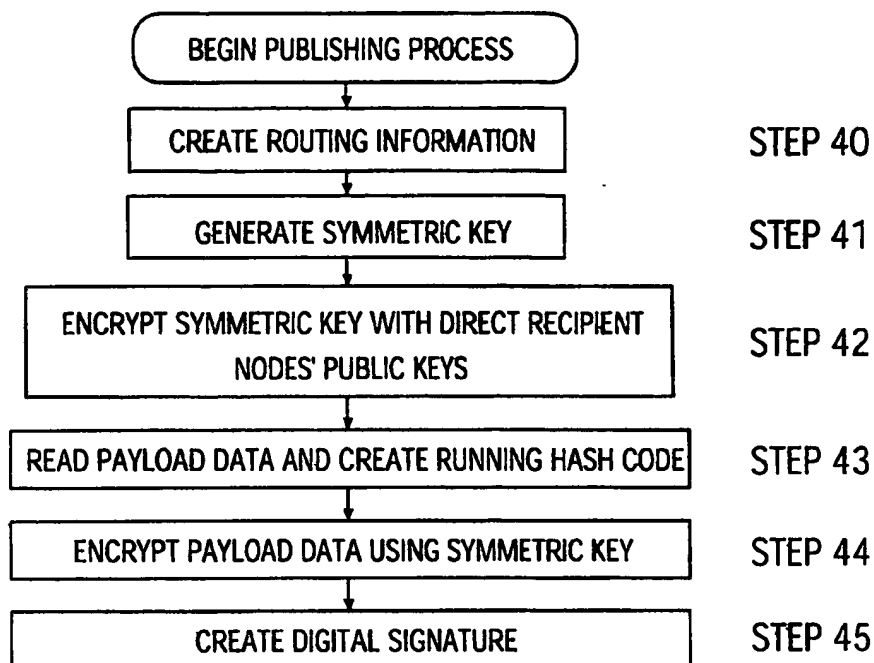 BEGIN PUBLISHING PROCESS
CREATE ROUTING INFORMATION
STEP 40
GENERATE SYMMETRIC KEY
STEP 41
ENCRYPT SYMMETRIC KEY WITH DIRECT RECIPIENT
NODES' PUBLIC KEYS
STEP 42
READ PAYLOAD DATA AND CREATE RUNNING HASH CODE
STEP 43
ENCRYPT PAYLOAD DATA USING SYMMETRIC KEY
STEP 44
CREATE DIGITAL SIGNATURE
STEP 45